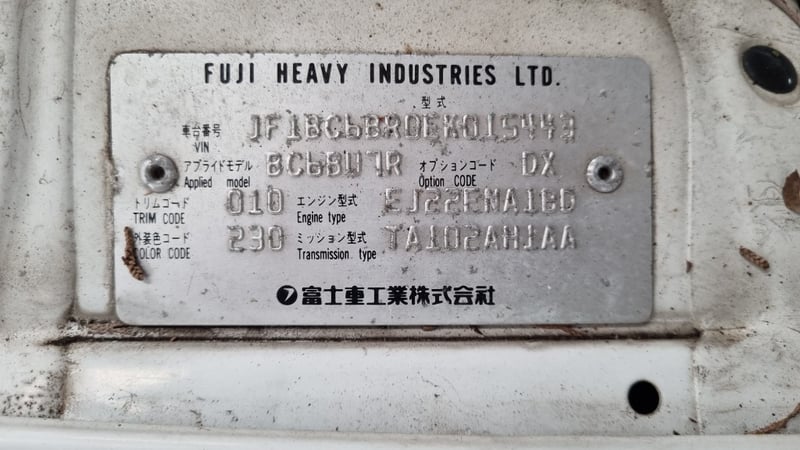 FUJI HEAVY INDUSTRIES LTD.
型式
車台番号 JF1BC6BR0EK015443
VIN
アプライドモデル BC6BW7R オプションコード DX
Applied model Option CODE
トリムコード 010 エンジン型式 EJ22ENA1BD
TRIM CODE Engine type
外装色コード 230 ミッション型式 TA102AH1AA
COLOR CODE Transmission type
富士重工業株式会社